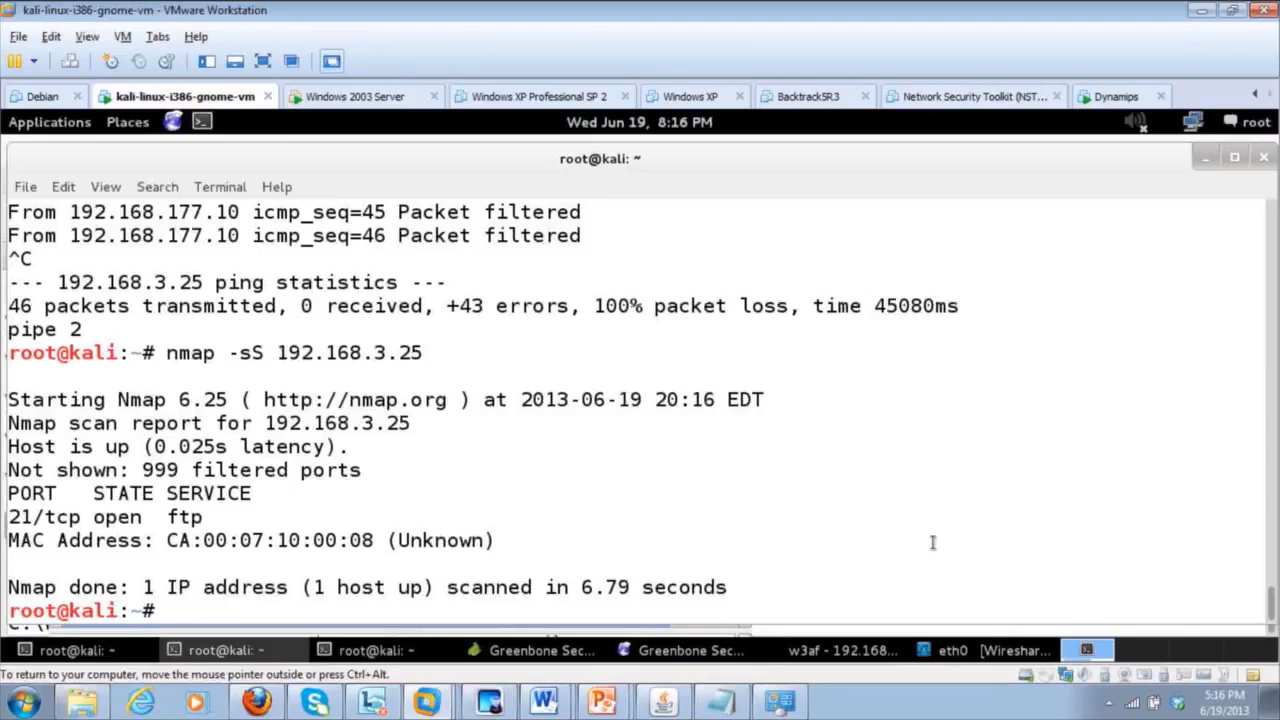 kali-linux-i386-gnome-vm - VMware Workstation
File Edit View VM Tabs Help
Debian kali-linux-i386-gnome-vm Windows 2003 Server Windows XP Professional SP 2 Windows XP Backtrack5R3 Network Security Toolkit (NST... Dynamips
Applications Places Wed Jun 19, 8:16 PM root
root@kali: ~
File Edit View Search Terminal Help
From 192.168.177.10 icmp_seq=45 Packet filtered
From 192.168.177.10 icmp_seq=46 Packet filtered
^C
--- 192.168.3.25 ping statistics ---
46 packets transmitted, 0 received, +43 errors, 100% packet loss, time 45080ms
pipe 2
root@kali:~# nmap -sS 192.168.3.25
Starting Nmap 6.25 ( http://nmap.org ) at 2013-06-19 20:16 EDT
Nmap scan report for 192.168.3.25
Host is up (0.025s latency).
Not shown: 999 filtered ports
PORT STATE SERVICE
21/tcp open ftp
MAC Address: CA:00:07:10:00:08 (Unknown)
Nmap done: 1 IP address (1 host up) scanned in 6.79 seconds
root@kali:~#
root@kali: ~ root@kali: ~ root@kali: ~ Greenbone Sec... Greenbone Sec... w3af - 192.168... eth0 [Wireshar...
To return to your computer, move the mouse pointer outside or press Ctrl+Alt.
5:16 PM
6/19/2013